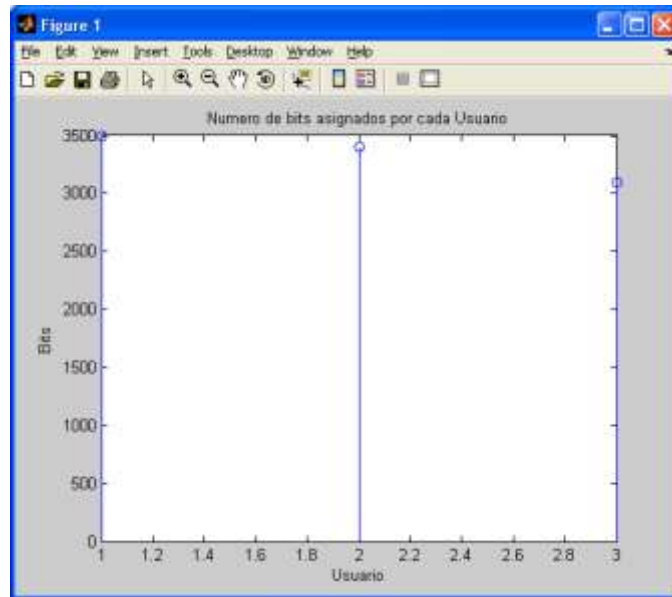 Figure 1
File Edit View Insert Tools Desktop Window Help
Numero de bits asignados por cada Usuario
3500
3000
2500
2000
1500
1000
500
0
Bits
1 1.2 1.4 1.6 1.8 2 2.2 2.4 2.6 2.8 3
Usuario